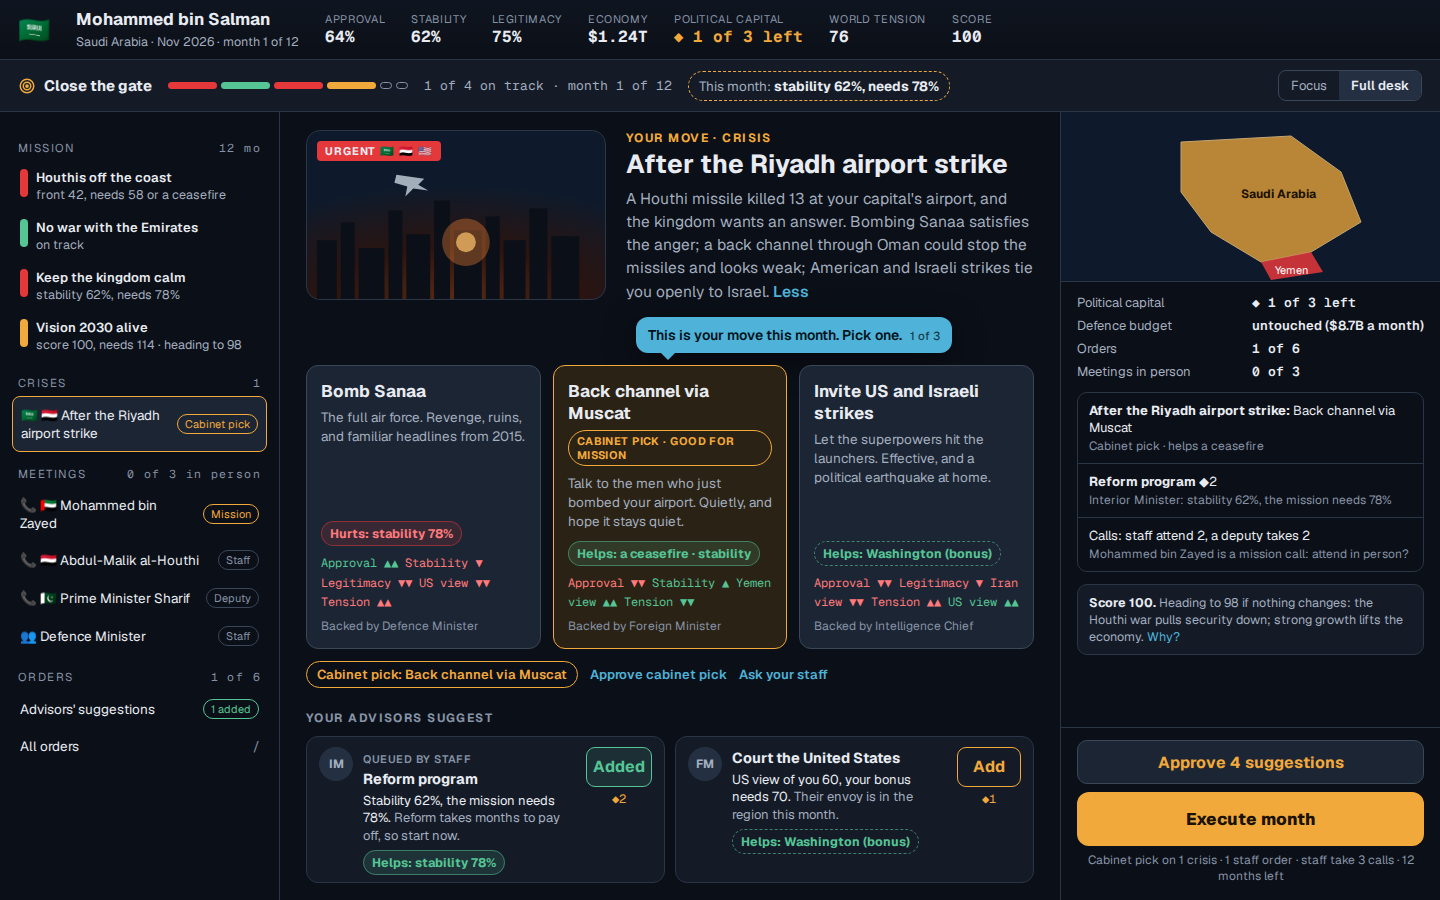 Mohammed bin Salman
Saudi Arabia · Nov 2026 · month 1 of 12
APPROVAL
64%
STABILITY
62%
LEGITIMACY
75%
ECONOMY
$1.24T
POLITICAL CAPITAL
◆ 1 of 3 left
WORLD TENSION
76
SCORE
100
Close the gate
1 of 4 on track · month 1 of 12
This month: stability 62%, needs 78%
Focus
Full desk
MISSION
12 mo
Houthis off the coast
front 42, needs 58 or a ceasefire
No war with the Emirates
on track
Keep the kingdom calm
stability 62%, needs 78%
Vision 2030 alive
score 100, needs 114 · heading to 98
CRISES
1
After the Riyadh
airport strike
Cabinet pick
MEETINGS
0 of 3 in person
Mohammed bin
Zayed
Mission
Abdul-Malik al-Houthi
Staff
Prime Minister Sharif
Deputy
Defence Minister
Staff
ORDERS
1 of 6
Advisors' suggestions
1 added
All orders
/
URGENT
YOUR MOVE · CRISIS
After the Riyadh airport strike
A Houthi missile killed 13 at your capital's airport, and
the kingdom wants an answer. Bombing Sanaa satisfies
the anger; a back channel through Oman could stop the
missiles and looks weak; American and Israeli strikes tie
you openly to Israel. Less
This is your move this month. Pick one. 1 of 3
Bomb Sanaa
The full air force. Revenge, ruins,
and familiar headlines from 2015.
Hurts: stability 78%
Approval ▲▲ Stability ▼
Legitimacy ▼▼ US view ▼▼
Tension ▲▲
Backed by Defence Minister
Back channel via
Muscat
CABINET PICK · GOOD FOR
MISSION
Talk to the men who just
bombed your airport. Quietly, and
hope it stays quiet.
Helps: a ceasefire · stability
Approval ▼▼ Stability ▲ Yemen
view ▲▲ Tension ▼▼
Backed by Foreign Minister
Invite US and Israeli
strikes
Let the superpowers hit the
launchers. Effective, and a
political earthquake at home.
Helps: Washington (bonus)
Approval ▼▼ Legitimacy ▼ Iran
view ▼▼ Tension ▲▲ US view ▲▲
Backed by Intelligence Chief
Cabinet pick: Back channel via Muscat
Approve cabinet pick
Ask your staff
YOUR ADVISORS SUGGEST
IM
QUEUED BY STAFF
Reform program
Stability 62%, the mission needs
78%. Reform takes months to pay
off, so start now.
Helps: stability 78%
Added
◆2
FM
Court the United States
US view of you 60, your bonus
needs 70. Their envoy is in the
region this month.
Helps: Washington (bonus)
Add
◆1
Saudi Arabia
Yemen
Political capital
◆ 1 of 3 left
Defence budget
untouched ($8.7B a month)
Orders
1 of 6
Meetings in person
0 of 3
After the Riyadh airport strike: Back channel via
Muscat
Cabinet pick · helps a ceasefire
Reform program ◆2
Interior Minister: stability 62%, the mission needs 78%
Calls: staff attend 2, a deputy takes 2
Mohammed bin Zayed is a mission call: attend in person?
Score 100. Heading to 98 if nothing changes: the
Houthi war pulls security down; strong growth lifts the
economy. Why?
Approve 4 suggestions
Execute month
Cabinet pick on 1 crisis · 1 staff order · staff take 3 calls · 12
months left